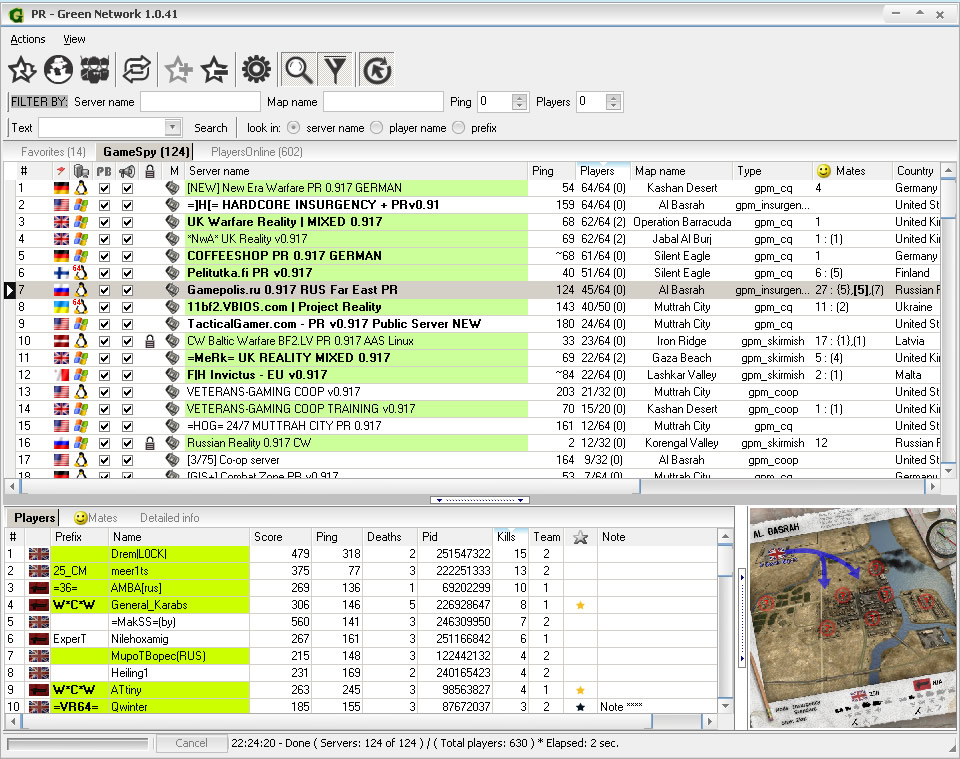 PR - Green Network 1.0.41
Actions View
FILTER BY: Server name Map name Ping 0 Players 0
Text Search look in: server name player name prefix
Favorites (14) GameSpy (124) PlayersOnline (602)
# PB M Server name Ping Players Map name Type Mates Country
1 [NEW] New Era Warfare PR 0.917 GERMAN 54 64/64 (0) Kashan Desert gpm_cq 4 Germany
2 =]H[= HARDCORE INSURGENCY + PRv0.91 159 64/64 (0) Al Basrah gpm_insurgen... United St
3 UK Warfare Reality | MIXED 0.917 68 62/64 (2) Operation Barracuda gpm_cq 1 United Ki
4 *NwA* UK Reality v0.917 69 62/64 (2) Jabal Al Burj gpm_cq 1 : (1) United Ki
5 COFFEESHOP PR 0.917 GERMAN ~68 61/64 (0) Silent Eagle gpm_cq 1 Germany
6 64 Pelitutka.fi PR v0.917 40 51/64 (0) Silent Eagle gpm_cq 6 : (5) Finland
7 Gamepolis.ru 0.917 RUS Far East PR 124 45/64 (0) Al Basrah gpm_insurgen... 27 : {5},[5],(7) Russian F
8 64 11bf2.VBIOS.com | Project Reality 143 40/50 (0) Muttrah City gpm_cq 11 : (2) Ukraine
9 TacticalGamer.com - PR v0.917 Public Server NEW 180 24/64 (0) Muttrah City gpm_cq United St
10 CW Baltic Warfare BF2.LV PR 0.917 AAS Linux 33 23/64 (0) Iron Ridge gpm_skirmish 17 : {1},(1) Latvia
11 =MeRk= UK REALITY MIXED 0.917 69 22/64 (2) Gaza Beach gpm_skirmish 5 : (4) United Ki
12 F|H Invictus - EU v0.917 ~84 22/64 (0) Lashkar Valley gpm_skirmish 2 : (1) Malta
13 VETERANS-GAMING COOP v0.917 203 21/32 (0) Muttrah City gpm_coop United St
14 VETERANS-GAMING COOP TRAINING v0.917 70 15/20 (0) Kashan Desert gpm_coop 1 : (1) United Ki
15 =HOG= 24/7 MUTTRAH CITY PR 0.917 161 12/64 (0) Muttrah City gpm_cq United St
16 Russian Reality 0.917 CW 2 12/32 (0) Korengal Valley gpm_skirmish 12 Russian F
17 [3/75] Co-op server 164 9/32 (0) Al Basrah gpm_coop United St
18 [GIS+] Combat Zone PR v0.917 53 7/64 (0) Muttrah City gpm_cq Germany
Players Mates Detailed info
# Prefix Name Score Ping Deaths Pid Kills Team Note
1 Drem(LOCK) 479 318 2 251547322 15 2
2 25_CM meer1ts 375 77 3 222251333 13 2
3 =36= AMBA[rus] 239 136 1 69202299 10 1
4 W*C*W General_Karabs 306 146 5 226928647 8 1
5 =MakSS=(by) 560 141 3 246309950 7 2
6 ExperT Nilehoxamig 267 161 3 251166842 6 1
7 MupoTBopec(RUS) 215 148 3 122442132 4 2
8 Heiling1 231 169 2 240165423 4 2
9 W*C*W ATtiny 263 245 3 98563827 4 1
10 =VR64= Qwinter 185 155 3 87672037 3 2 Note ****
AL BASRAH
N/A
Mode: Insurgency
Standard
Cancel 22:24:20 - Done ( Servers: 124 of 124 ) / ( Total players: 630 ) * Elapsed: 2 sec.